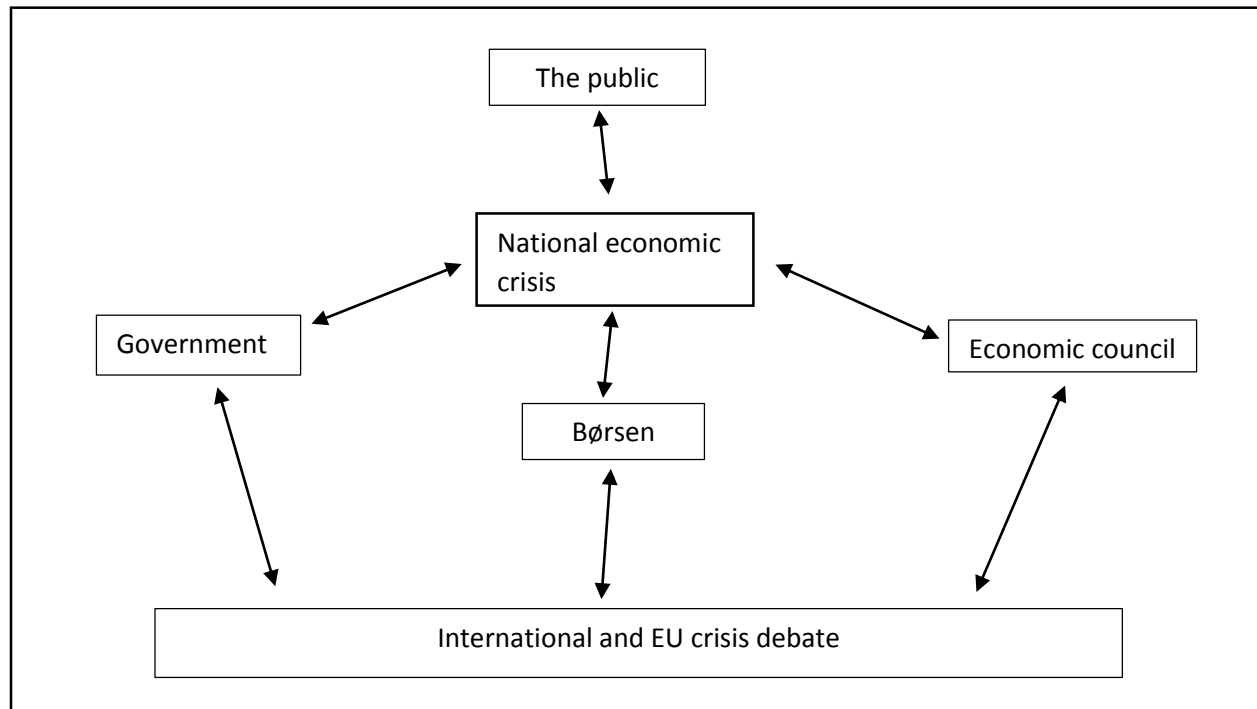 The public
National economic
crisis
Government
Economic council
Børsen
International and EU crisis debate